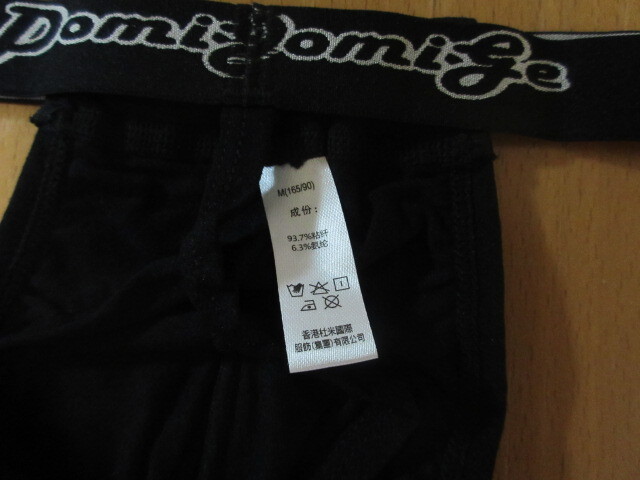 DomiGe
M(165/90)
成份：
93.7%粘纤
6.3%氨纶
香港杜米國際
服飾(集團)有限公司